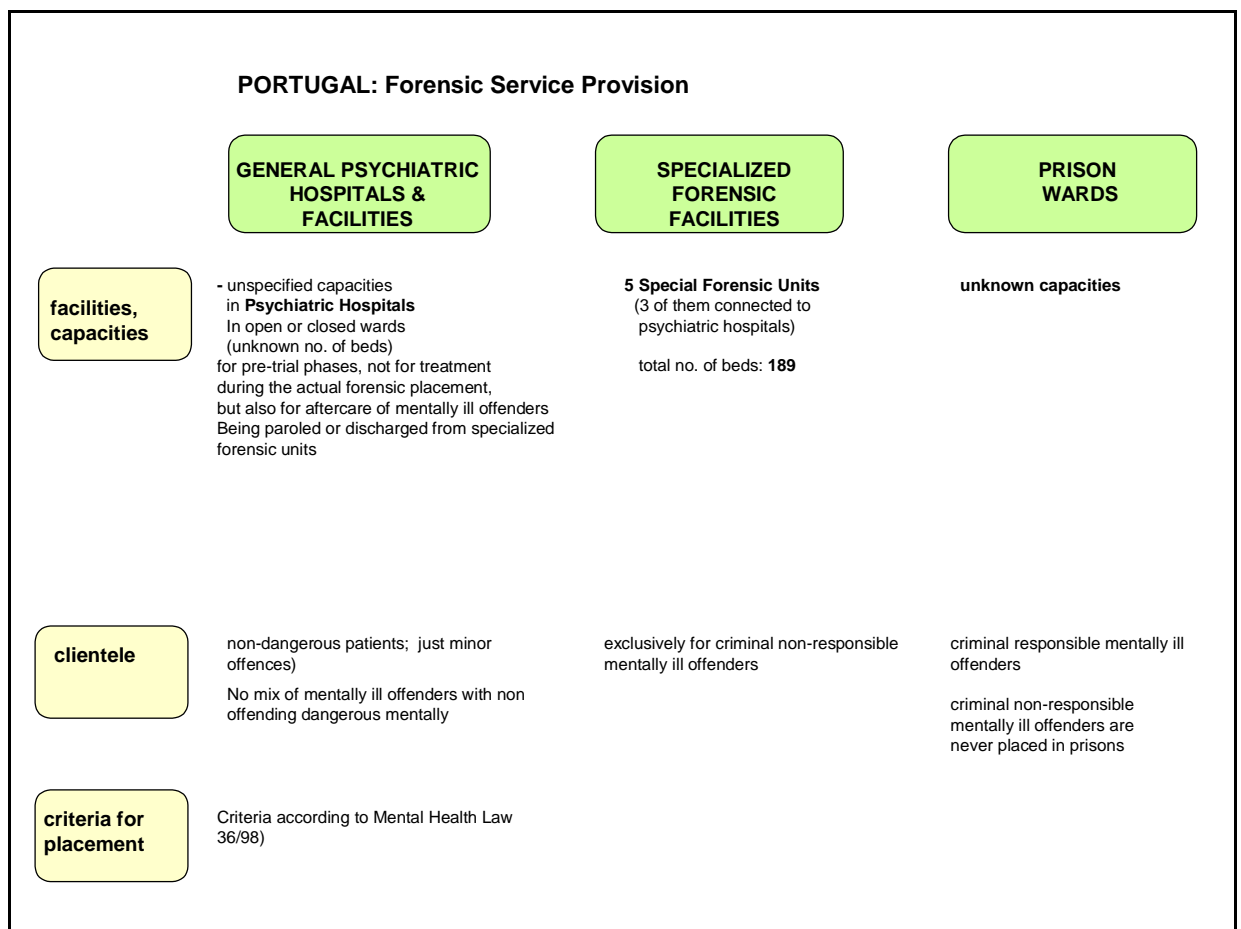 PORTUGAL: Forensic Service Provision
GENERAL PSYCHIATRIC
HOSPITALS &
FACILITIES
SPECIALIZED
FORENSIC
FACILITIES
PRISON
WARDS
facilities,
capacities
- unspecified capacities
in Psychiatric Hospitals
In open or closed wards
(unknown no. of beds)
for pre-trial phases, not for treatment
during the actual forensic placement,
but also for aftercare of mentally ill offenders
Being paroled or discharged from specialized
forensic units
5 Special Forensic Units
(3 of them connected to
psychiatric hospitals)
total no. of beds: 189
unknown capacities
clientele
non-dangerous patients; just minor
offences)
No mix of mentally ill offenders with non
offending dangerous mentally
exclusively for criminal non-responsible
mentally ill offenders
criminal responsible mentally ill
offenders
criminal non-responsible
mentally ill offenders are
never placed in prisons
criteria for
placement
Criteria according to Mental Health Law
36/98)